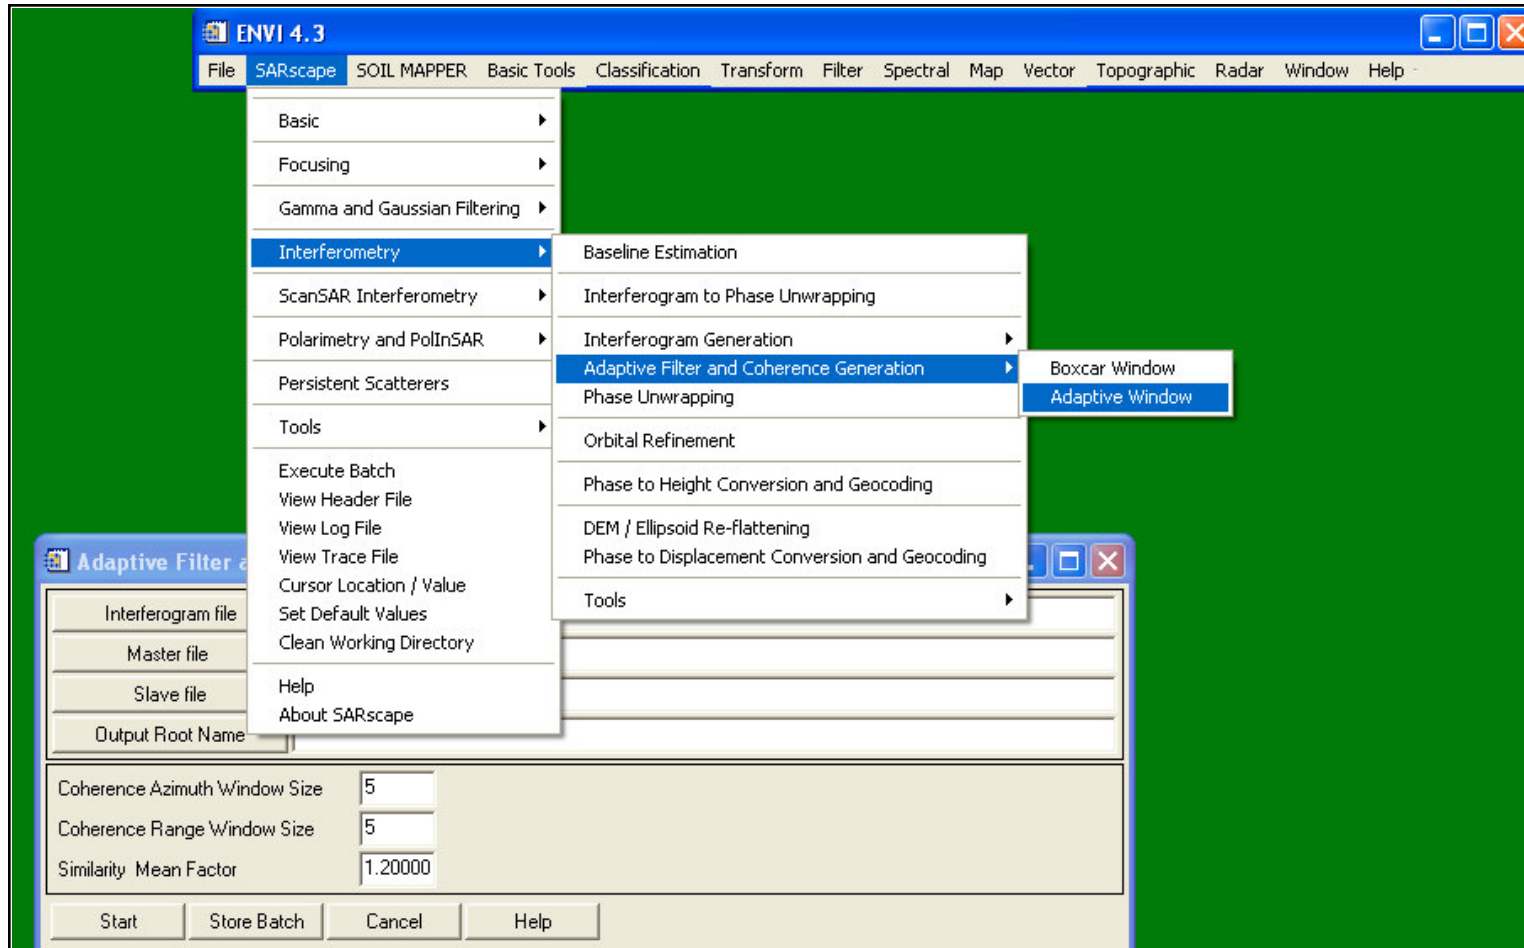 ENVI 4.3
File SARscape SOIL MAPPER Basic Tools Classification Transform Filter Spectral Map Vector Topographic Radar Window Help
Basic
Focusing
Gamma and Gaussian Filtering
Interferometry
ScanSAR Interferometry
Polarimetry and PolInSAR
Persistent Scatterers
Tools
Execute Batch
View Header File
View Log File
View Trace File
Cursor Location / Value
Set Default Values
Clean Working Directory
Help
About SARscape
Baseline Estimation
Interferogram to Phase Unwrapping
Interferogram Generation
Adaptive Filter and Coherence Generation
Phase Unwrapping
Orbital Refinement
Phase to Height Conversion and Geocoding
DEM / Ellipsoid Re-flattening
Phase to Displacement Conversion and Geocoding
Tools
Boxcar Window
Adaptive Window
Adaptive Filter a
Interferogram file
Master file
Slave file
Output Root Name
Coherence Azimuth Window Size 5
Coherence Range Window Size 5
Similarity Mean Factor 1.20000
Start Store Batch Cancel Help